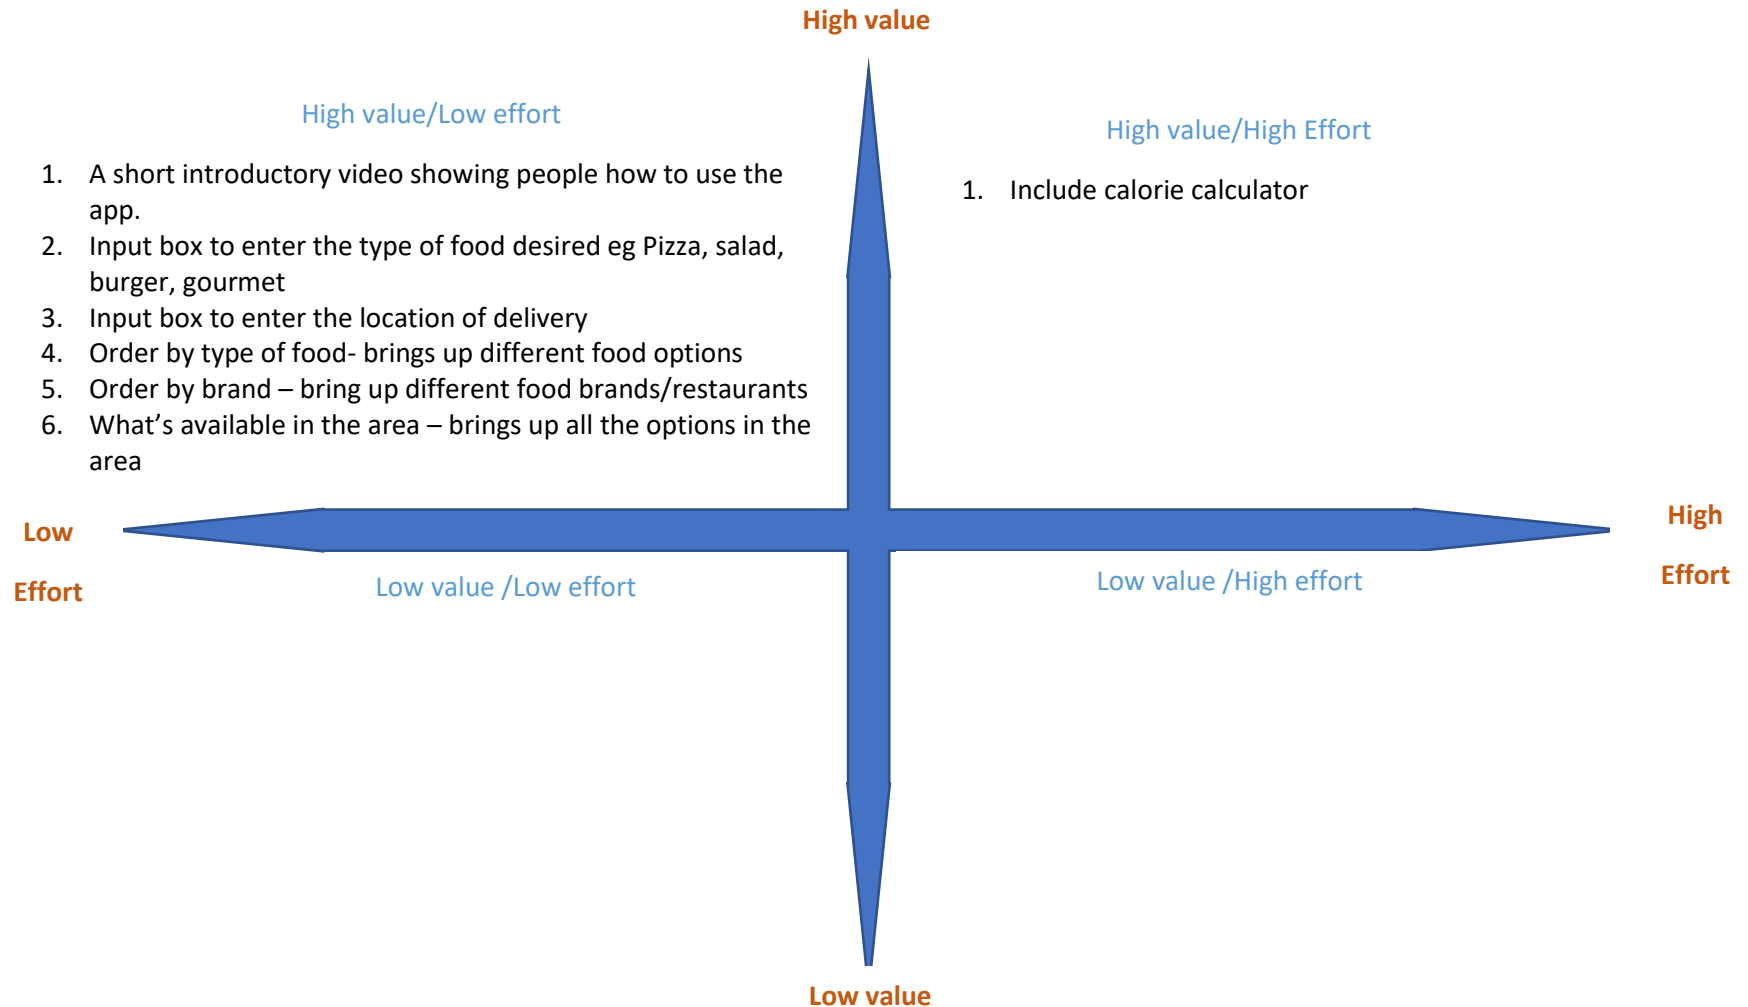 High value
High value/Low effort
1. A short introductory video showing people how to use the
app.
2. Input box to enter the type of food desired eg Pizza, salad,
burger, gourmet
3. Input box to enter the location of delivery
4. Order by type of food- brings up different food options
5. Order by brand – bring up different food brands/restaurants
6. What’s available in the area – brings up all the options in the
area
High value/High Effort
1. Include calorie calculator
Low
Effort
High
Effort
Low value /Low effort
Low value /High effort
Low value